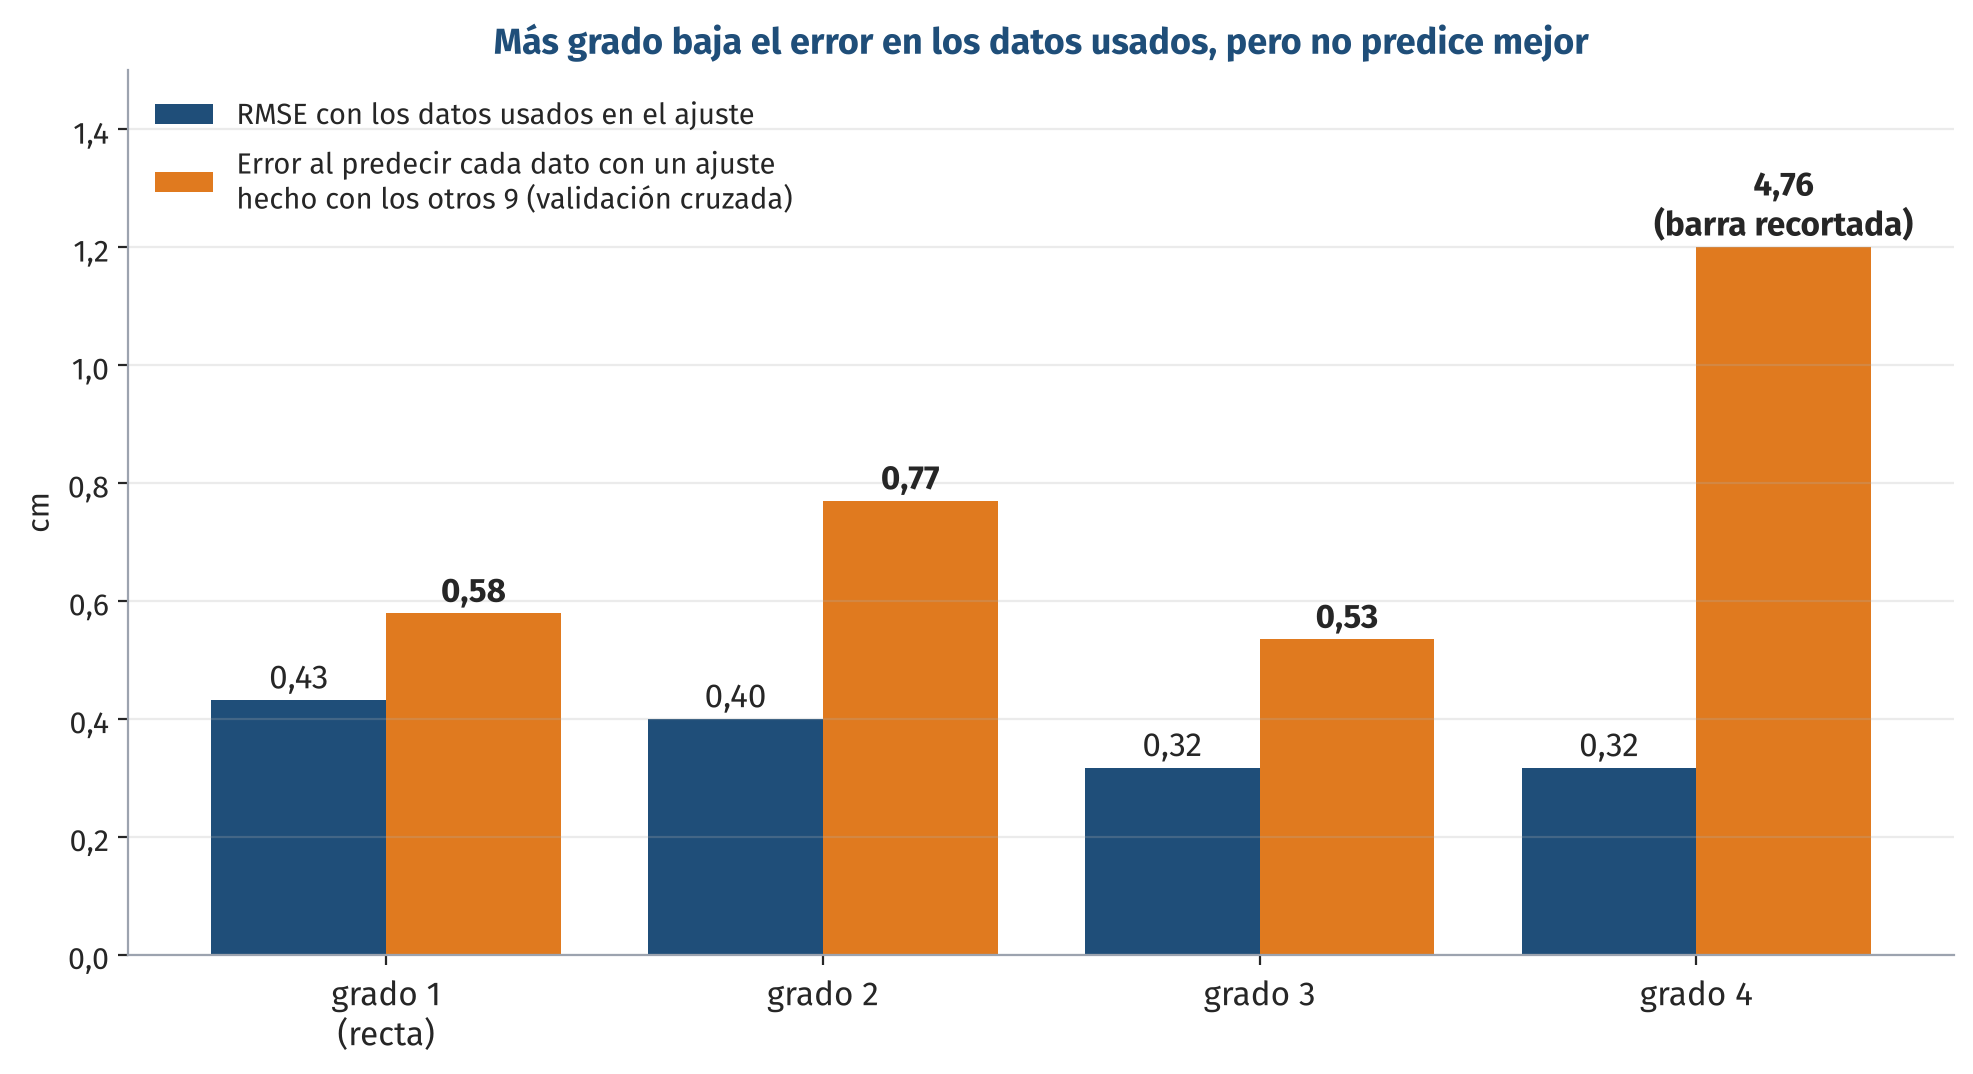 Más grado baja el error en los datos usados, pero no predice mejor
RMSE con los datos usados en el ajuste
Error al predecir cada dato con un ajuste
hecho con los otros 9 (validación cruzada)
cm
1,4
1,2
1,0
0,8
0,6
0,4
0,2
0,0
0,43
0,58
0,40
0,77
0,32
0,53
0,32
4,76
(barra recortada)
grado 1
(recta)
grado 2
grado 3
grado 4